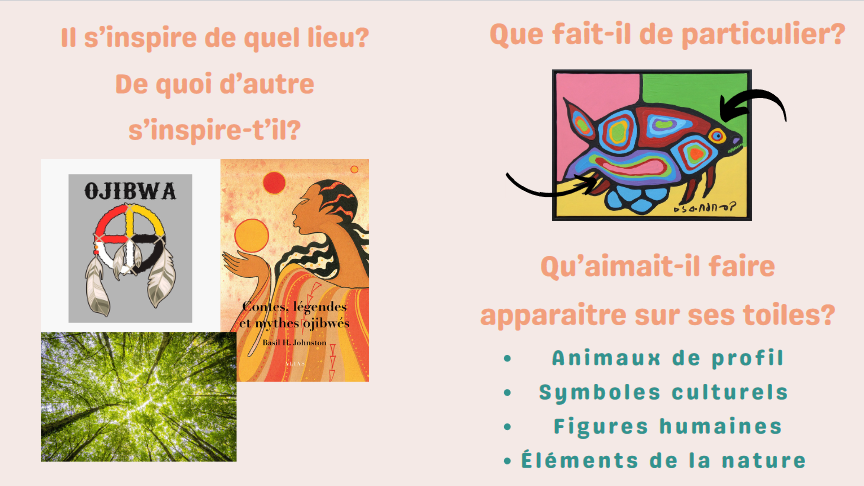 Il s’inspire de quel lieu?
De quoi d’autre
s’inspire-t’il?
OJIBWA
Contes, légendes
et mythes ojibwés
Basil H. Johnston
Que fait-il de particulier?
Qu’aimait-il faire
apparaitre sur ses toiles?
• Animaux de profil
• Symboles culturels
• Figures humaines
• Éléments de la nature